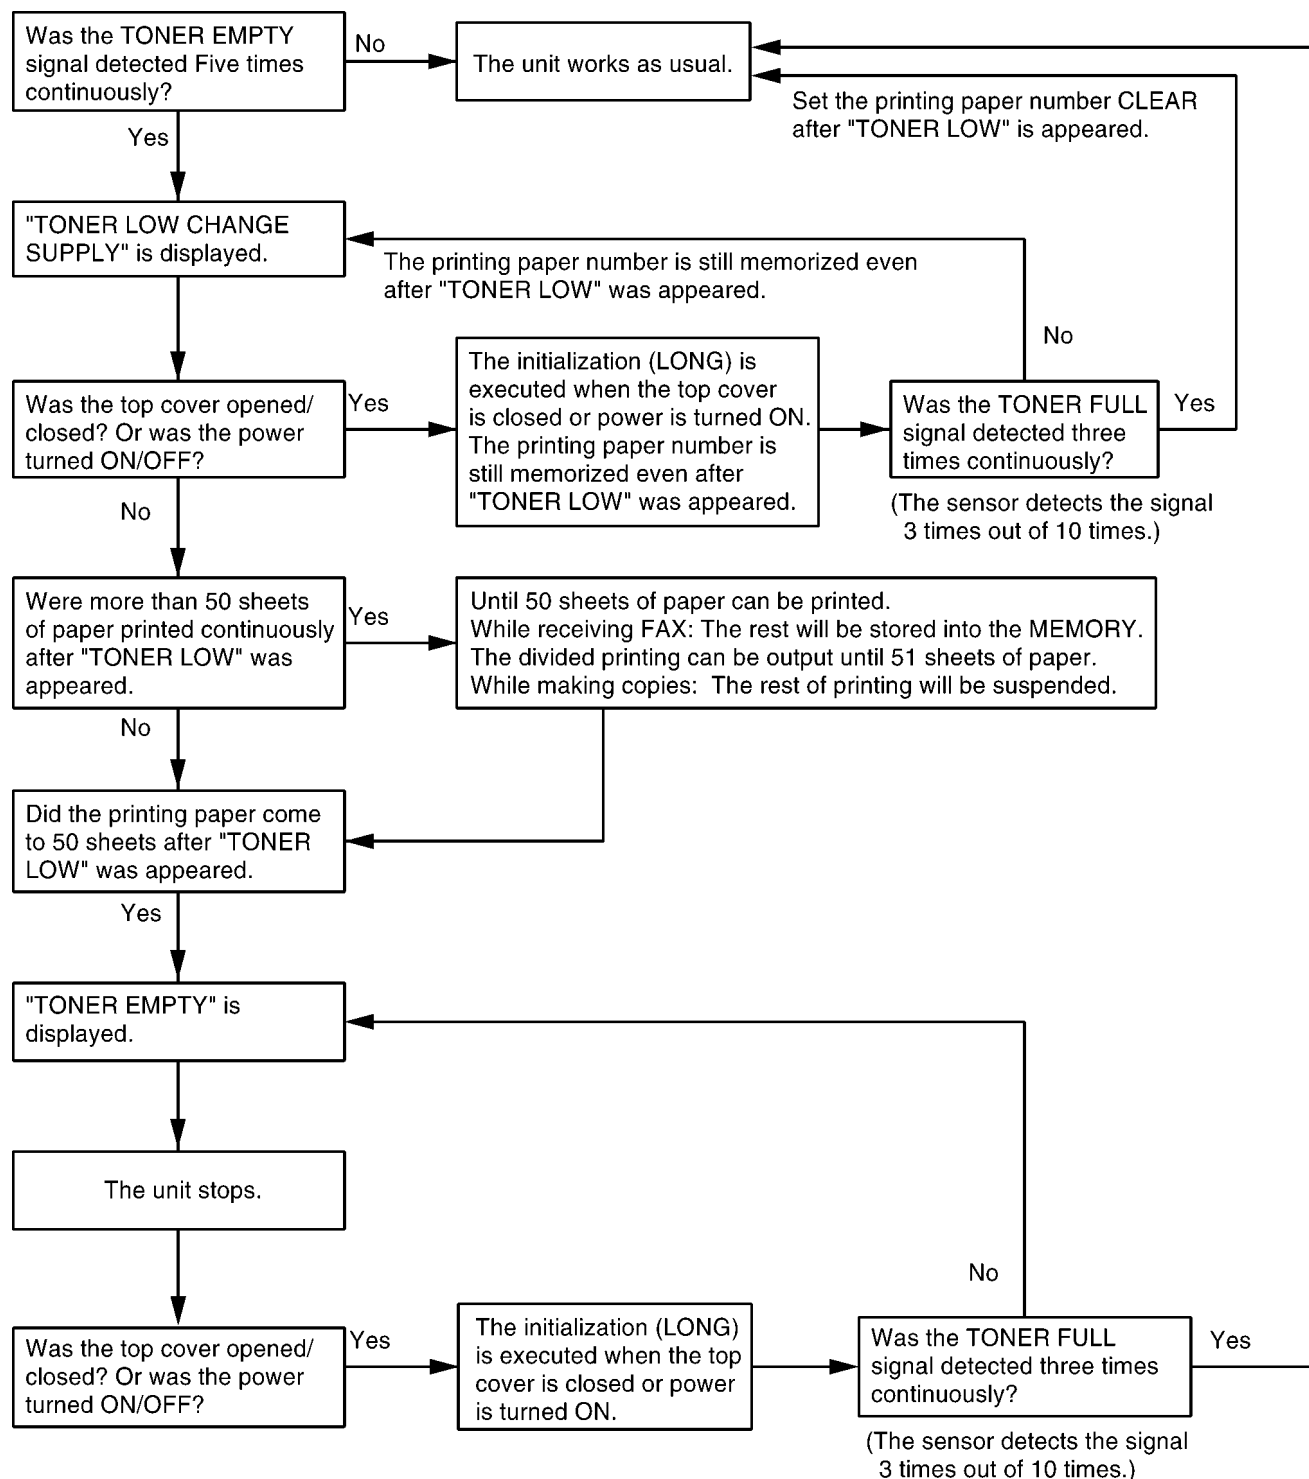 Was the TONER EMPTY
signal detected Five times
continuously?
No
The unit works as usual.
Set the printing paper number CLEAR
after "TONER LOW" is appeared.
Yes
"TONER LOW CHANGE
SUPPLY" is displayed.
The printing paper number is still memorized even
after "TONER LOW" was appeared.
No
Was the top cover opened/
closed? Or was the power
turned ON/OFF?
Yes
The initialization (LONG) is
executed when the top cover
is closed or power is turned ON.
The printing paper number is
still memorized even after
"TONER LOW" was appeared.
Was the TONER FULL
signal detected three
times continuously?
Yes
(The sensor detects the signal
3 times out of 10 times.)
No
Were more than 50 sheets
of paper printed continuously
after "TONER LOW" was
appeared.
Yes
Until 50 sheets of paper can be printed.
While receiving FAX: The rest will be stored into the MEMORY.
The divided printing can be output until 51 sheets of paper.
While making copies: The rest of printing will be suspended.
No
Did the printing paper come
to 50 sheets after "TONER
LOW" was appeared.
Yes
"TONER EMPTY" is
displayed.
The unit stops.
No
Was the top cover opened/
closed? Or was the power
turned ON/OFF?
Yes
The initialization (LONG)
is executed when the top
cover is closed or power
is turned ON.
Was the TONER FULL
signal detected three times
continuously?
Yes
(The sensor detects the signal
3 times out of 10 times.)